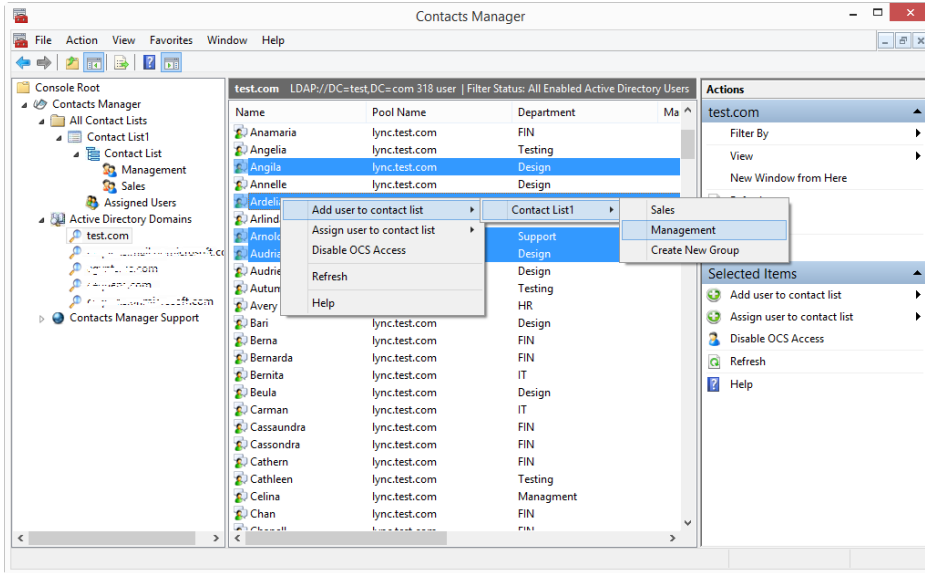 Contacts Manager
File Action View Favorites Window Help
Console Root
Contacts Manager
All Contact Lists
Contact List1
Contact List
Management
Sales
Assigned Users
Active Directory Domains
test.com
Contacts Manager Support
test.com LDAP://DC=test,DC=com 318 user | Filter Status: All Enabled Active Directory Users
Name Pool Name Department Ma
Anamaria lync.test.com FIN
Angelia lync.test.com Testing
Angila lync.test.com Design
Annelle lync.test.com Design
Ardelia
Arlind
Arnold Support
Audria Design
Audrie Design
Autum Testing
Avery HR
Bari lync.test.com Design
Berna lync.test.com FIN
Bernarda lync.test.com FIN
Bernita lync.test.com IT
Beula lync.test.com Design
Carman lync.test.com IT
Cassaundra lync.test.com FIN
Cassondra lync.test.com FIN
Cathern lync.test.com FIN
Cathleen lync.test.com Testing
Celina lync.test.com Managment
Chan lync.test.com FIN
Add user to contact list
Assign user to contact list
Disable OCS Access
Refresh
Help
Contact List1
Sales
Management
Create New Group
Actions
test.com
Filter By
View
New Window from Here
Selected Items
Add user to contact list
Assign user to contact list
Disable OCS Access
Refresh
Help